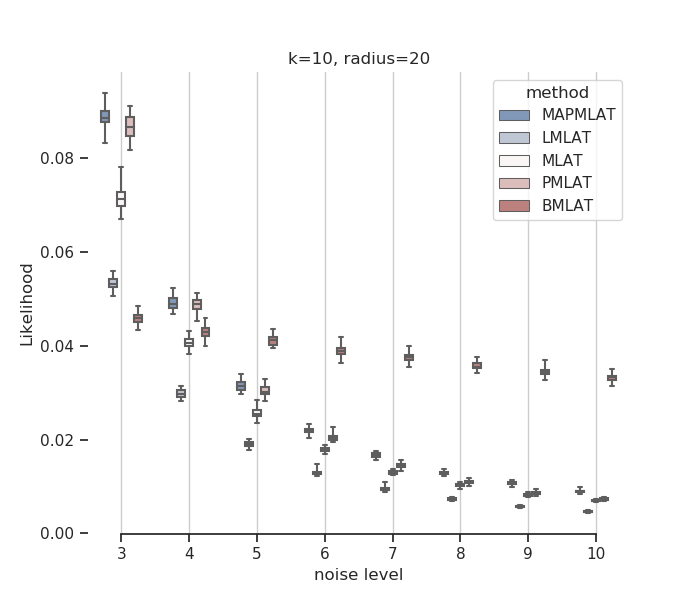 k=10, radius=20
method
MAPMLAT
LMLAT
MLAT
PMLAT
BMLAT
Likelihood
0.08
0.06
0.04
0.02
0.00
3 4 5 6 7 8 9 10
noise level